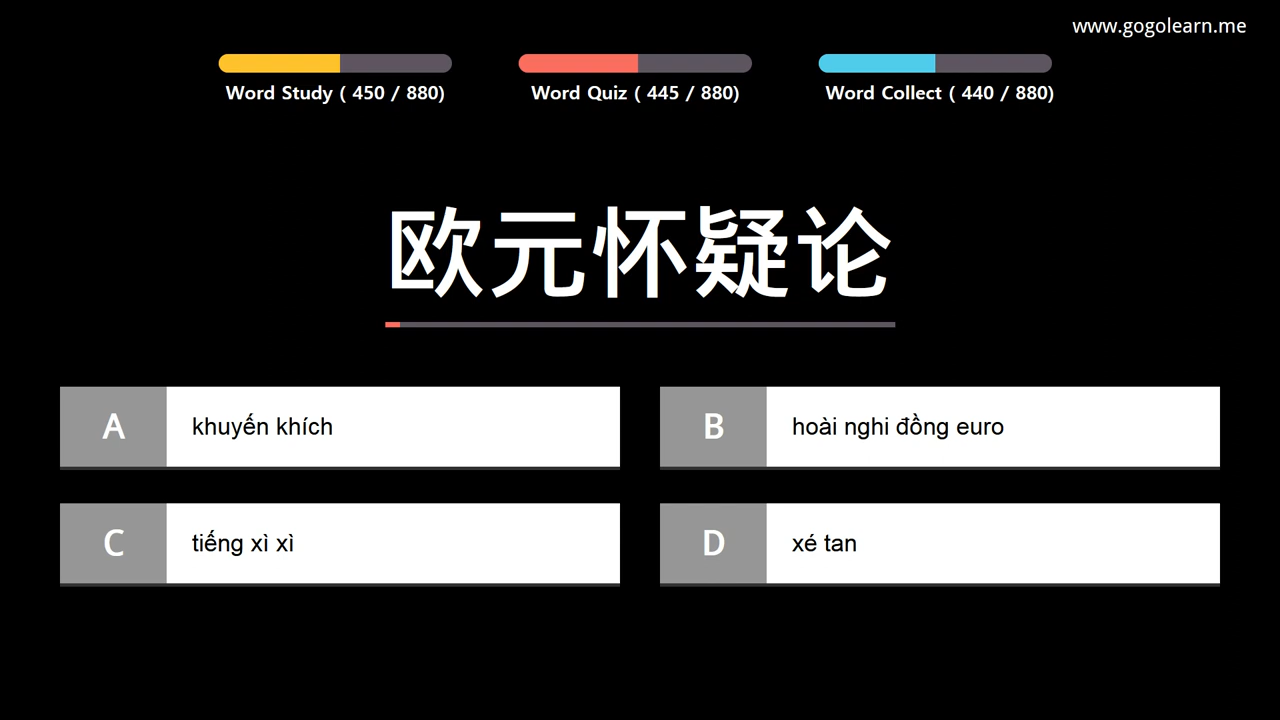 www.gogolearn.me
Word Study ( 450 / 880)
Word Quiz ( 445 / 880)
Word Collect ( 440 / 880)
欧元怀疑论
A khuyến khích
B hoài nghi đồng euro
C tiếng xì xì
D xé tan